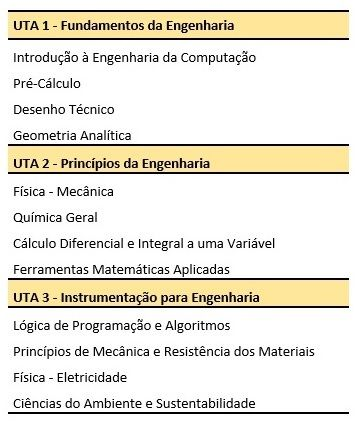 UTA 1 - Fundamentos da Engenharia
Introdução à Engenharia da Computação
Pré-Cálculo
Desenho Técnico
Geometria Analítica
UTA 2 - Princípios da Engenharia
Física - Mecânica
Química Geral
Cálculo Diferencial e Integral a uma Variável
Ferramentas Matemáticas Aplicadas
UTA 3 - Instrumentação para Engenharia
Lógica de Programação e Algoritmos
Princípios de Mecânica e Resistência dos Materiais
Física - Eletricidade
Ciências do Ambiente e Sustentabilidade